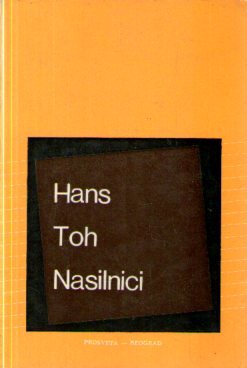 Hans
Toh
Nasilnici
PROSVETA — BEOGRAD